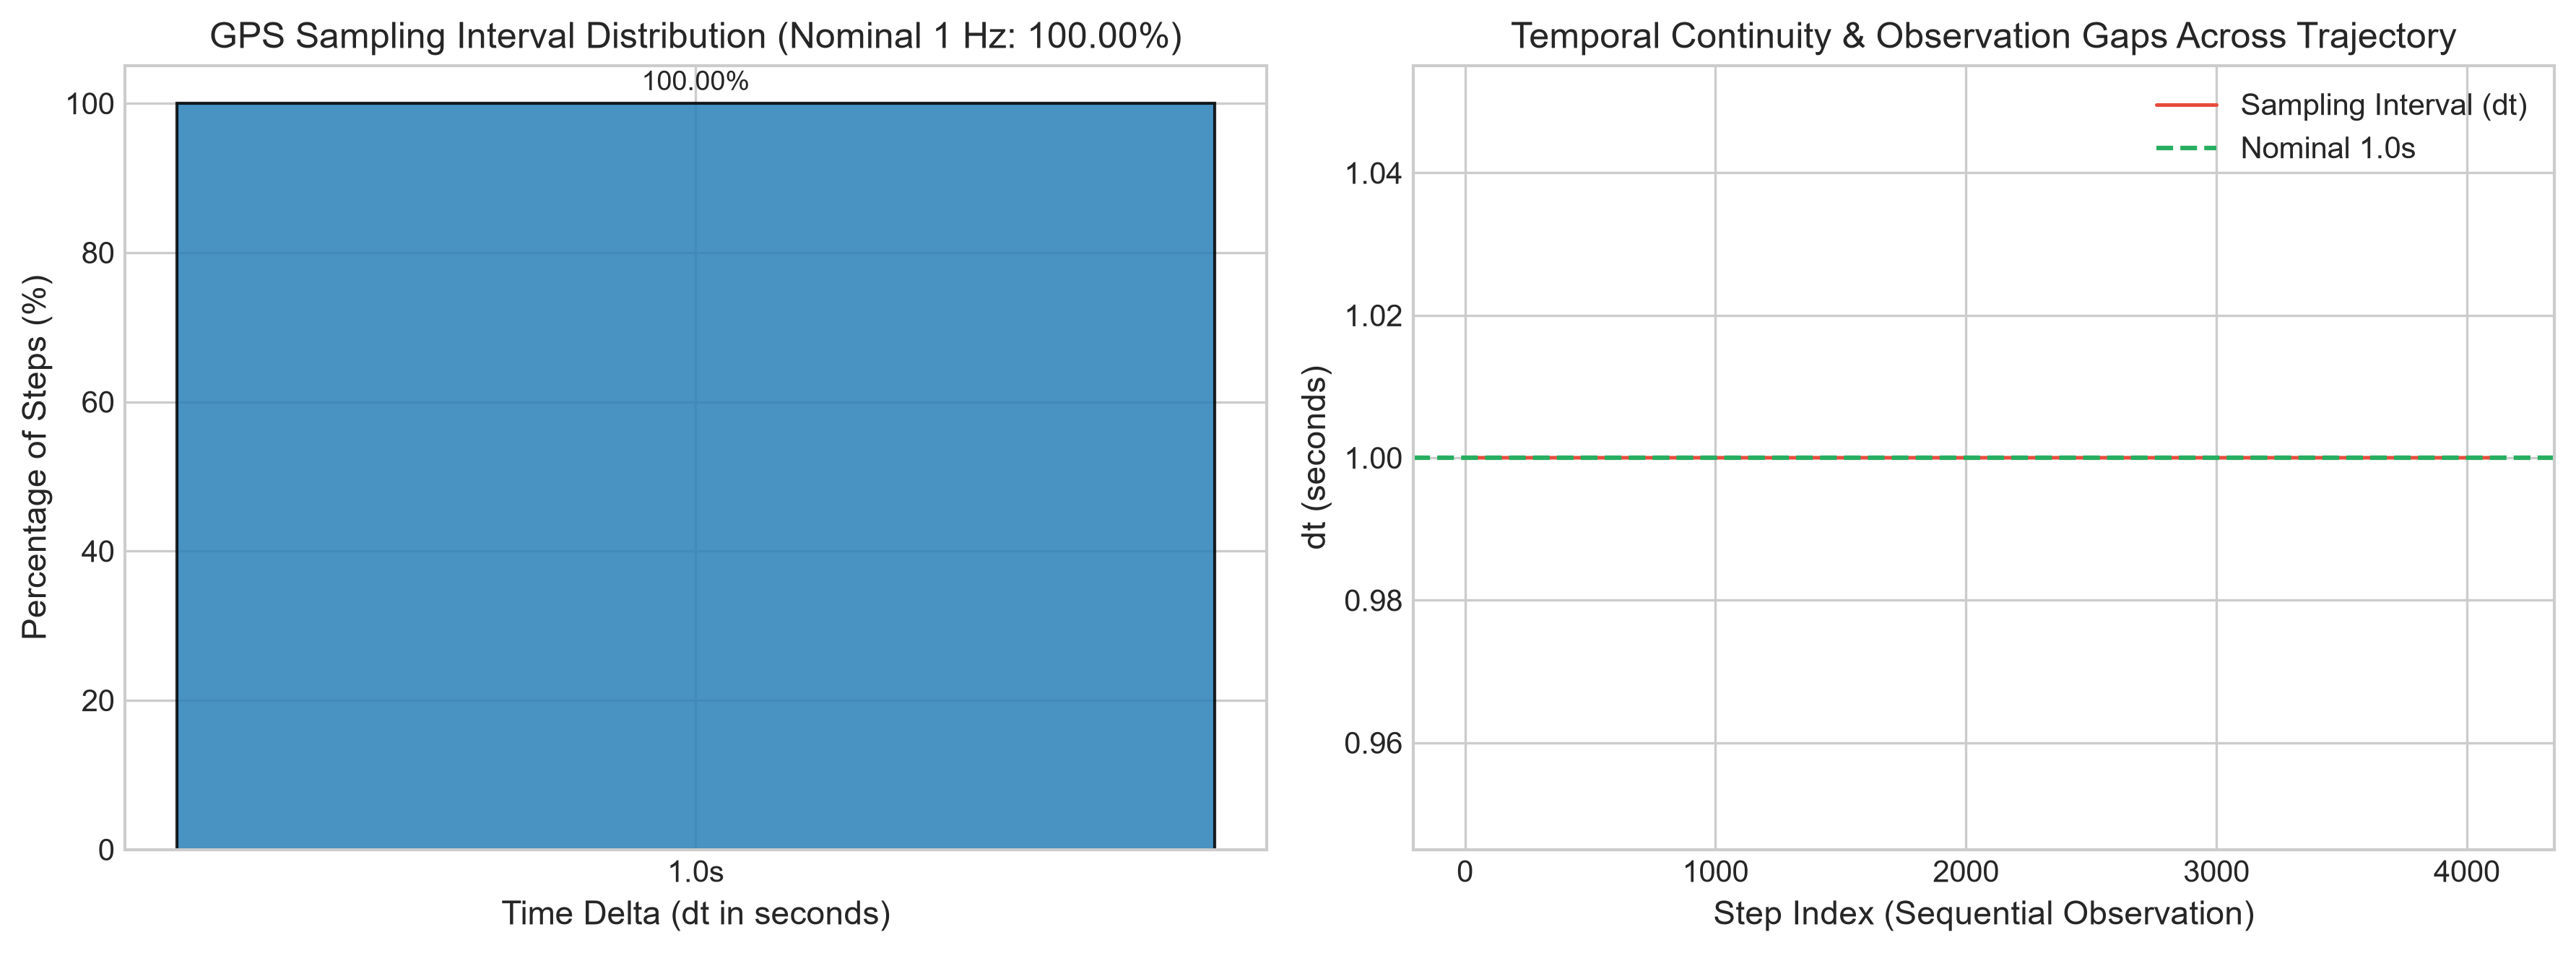 GPS Sampling Interval Distribution (Nominal 1 Hz: 100.00%)
100.00%
Percentage of Steps (%)
100
80
60
40
20
0
1.0s
Time Delta (dt in seconds)
Temporal Continuity & Observation Gaps Across Trajectory
Sampling Interval (dt)
Nominal 1.0s
dt (seconds)
1.04
1.02
1.00
0.98
0.96
0 1000 2000 3000 4000
Step Index (Sequential Observation)